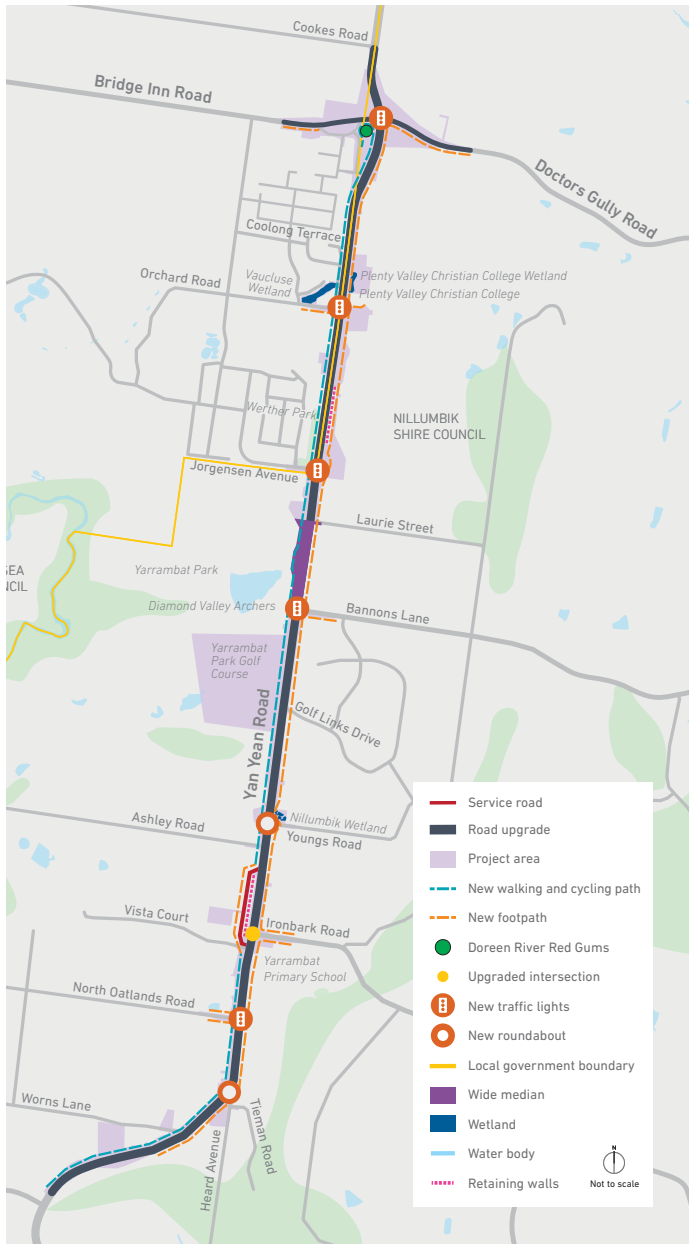 Cookes Road
Bridge Inn Road
Doctors Gully Road
Coolong Terrace
Orchard Road
Vaucluse
Wetland
Plenty Valley Christian College Wetland
Plenty Valley Christian College
Werther Park
NILLUMBIK
SHIRE COUNCIL
Jorgensen Avenue
Laurie Street
SEA
NCIL
Yarrambat Park
Diamond Valley Archers
Bannons Lane
Yarrambat
Park Golf
Course
Yan Yean Road
Golf Links Drive
Nillumbik Wetland
Ashley Road
Youngs Road
Vista Court
Ironbark Road
Yarrambat
Primary School
North Oatlands Road
Worns Lane
Heard Avenue
Tieman Road
Service road
Road upgrade
Project area
New walking and cycling path
New footpath
Doreen River Red Gums
Upgraded intersection
New traffic lights
New roundabout
Local government boundary
Wide median
Wetland
Water body
Retaining walls
N
Not to scale